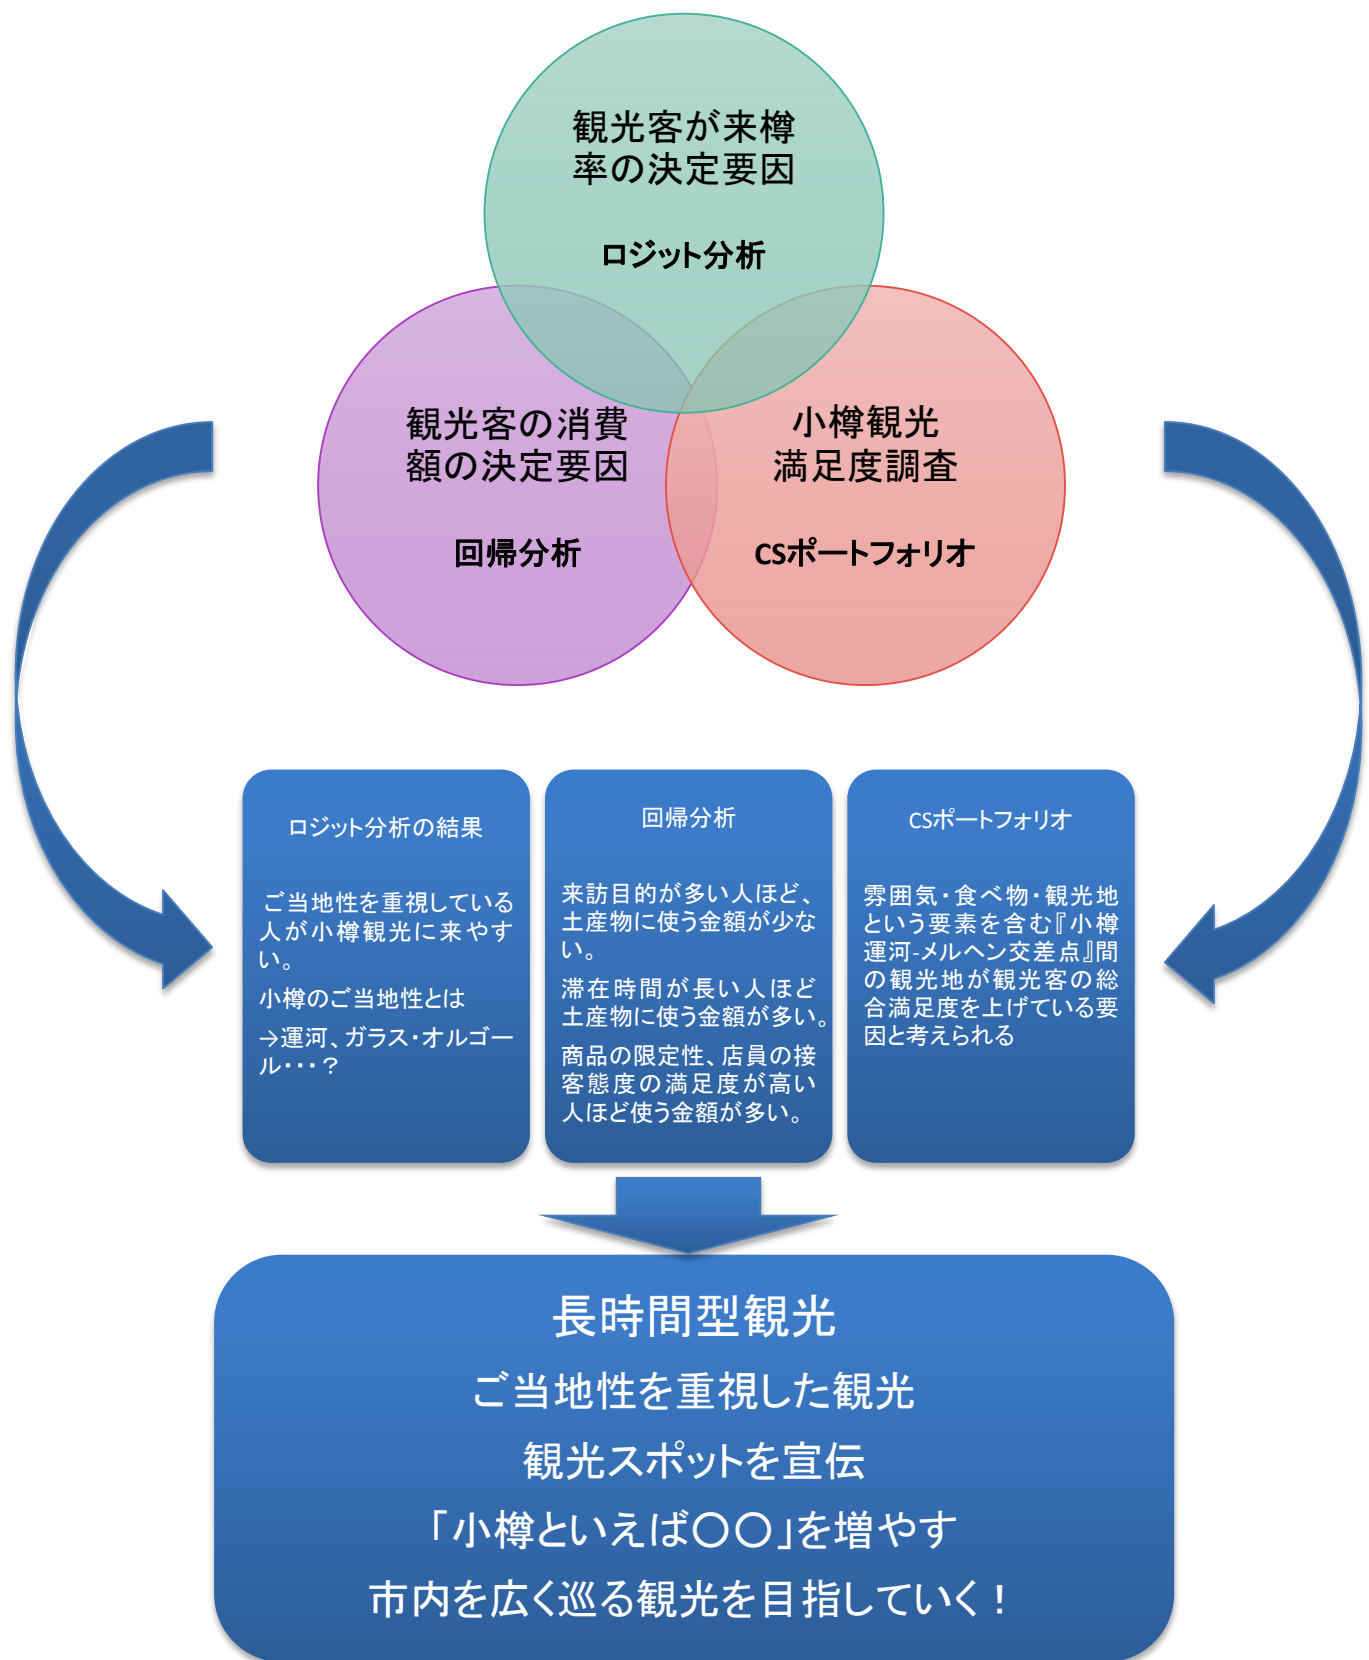 観光客が来樽
率の決定要因
ロジット分析
観光客の消費
額の決定要因
回帰分析
小樽観光
満足度調査
CSポートフォリオ
ロジット分析の結果
ご当地性を重視している
人が小樽観光に来やす
い。
小樽のご当地性とは
→運河、ガラス・オルゴー
ル・・・？
回帰分析
来訪目的が多い人ほど、
土産物に使う金額が少な
い。
滞在時間が長い人ほど
土産物に使う金額が多い。
商品の限定性、店員の接
客態度の満足度が高い
人ほど使う金額が多い。
CSポートフォリオ
雰囲気・食べ物・観光地
という要素を含む『小樽
運河-メルヘン交差点』間
の観光地が観光客の総
合満足度を上げている要
因と考えられる
長時間型観光
ご当地性を重視した観光
観光スポットを宣伝
「小樽といえば〇〇」を増やす
市内を広く巡る観光を目指していく！